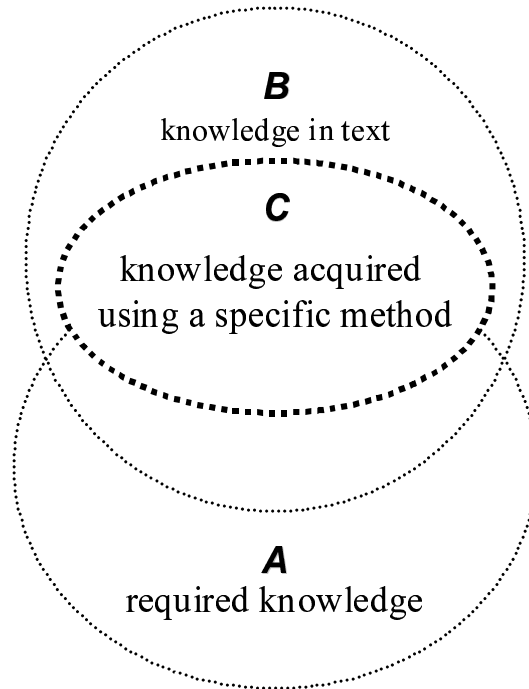 B
knowledge in text
C
knowledge acquired
using a specific method
A
required knowledge